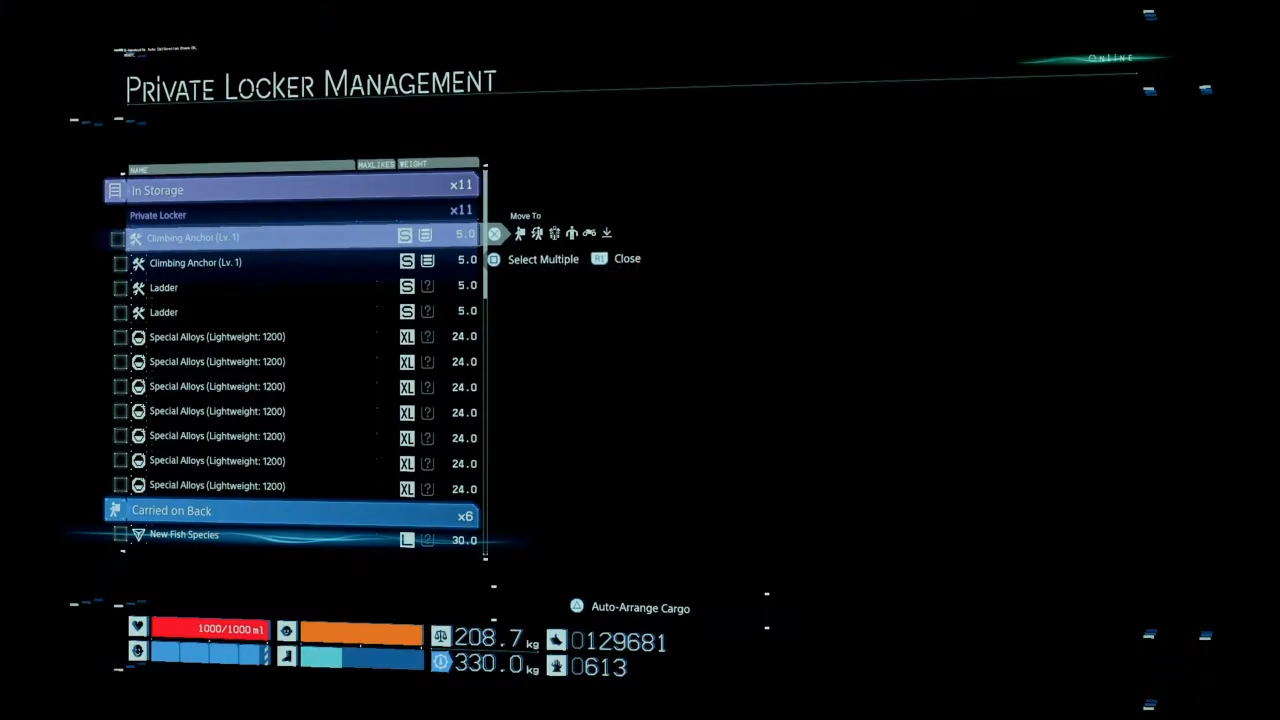 ONLINE
PRIVATE LOCKER MANAGEMENT
NAME MAXLIKES WEIGHT
In Storage x11
Private Locker x11
Climbing Anchor (Lv. 1) S 5.0
Climbing Anchor (Lv. 1) S 5.0
Ladder S ? 5.0
Ladder S ? 5.0
Special Alloys (Lightweight: 1200) XL ? 24.0
Special Alloys (Lightweight: 1200) XL ? 24.0
Special Alloys (Lightweight: 1200) XL ? 24.0
Special Alloys (Lightweight: 1200) XL ? 24.0
Special Alloys (Lightweight: 1200) XL ? 24.0
Special Alloys (Lightweight: 1200) XL ? 24.0
Special Alloys (Lightweight: 1200) XL ? 24.0
Carried on Back x6
New Fish Species L ? 30.0
Move To
Select Multiple R1 Close
Auto-Arrange Cargo
1000/1000 ml
208.7 kg 0129681
330.0 kg 0613